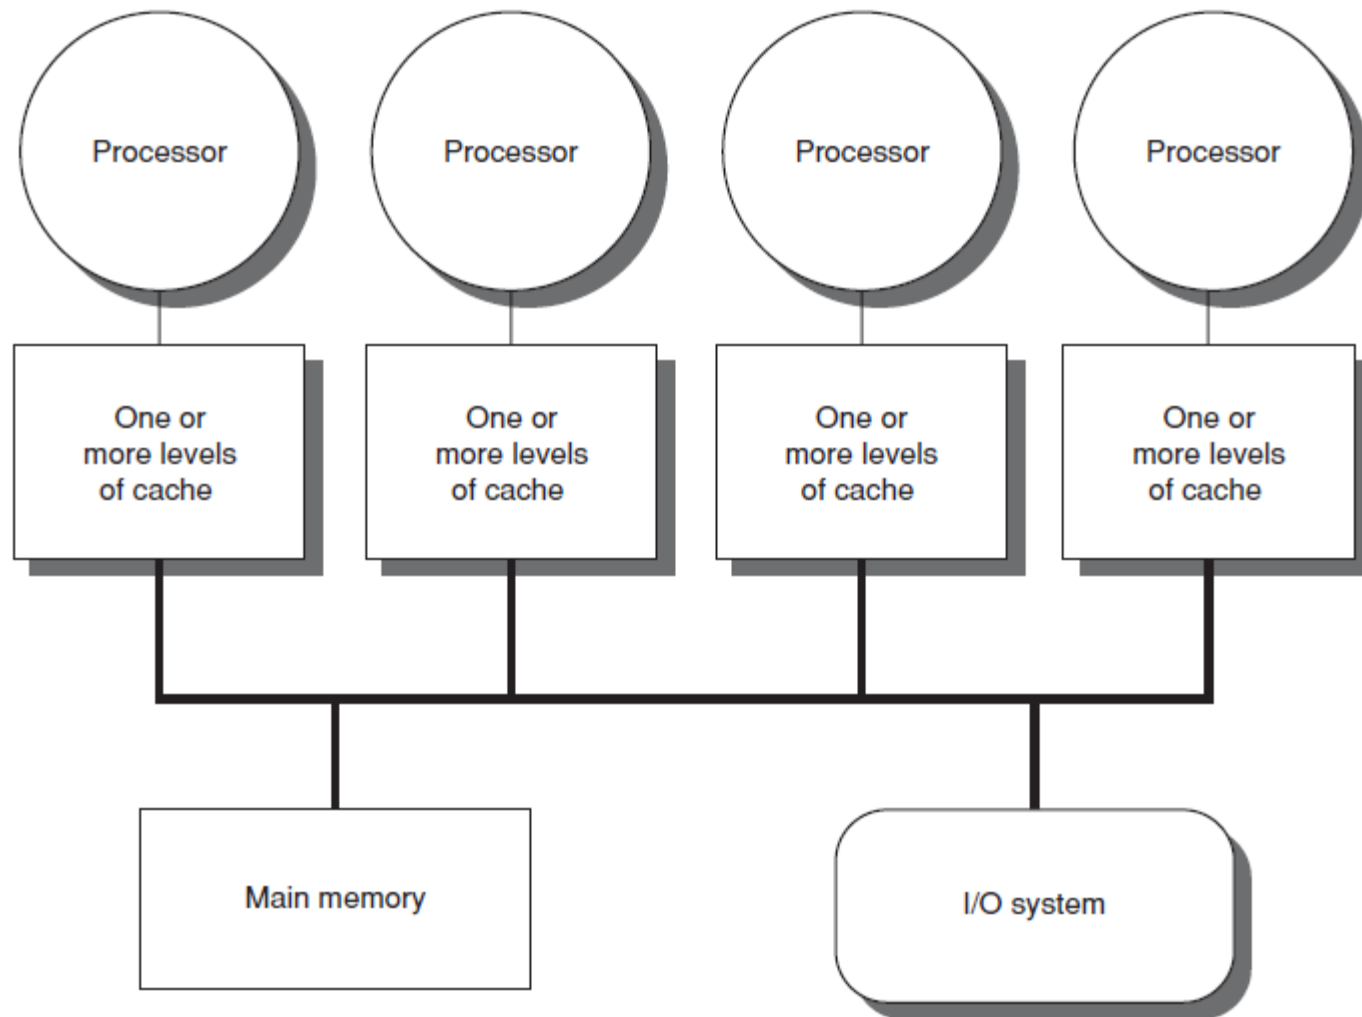 Processor
Processor
Processor
Processor
One or
more levels
of cache
One or
more levels
of cache
One or
more levels
of cache
One or
more levels
of cache
Main memory
I/O system